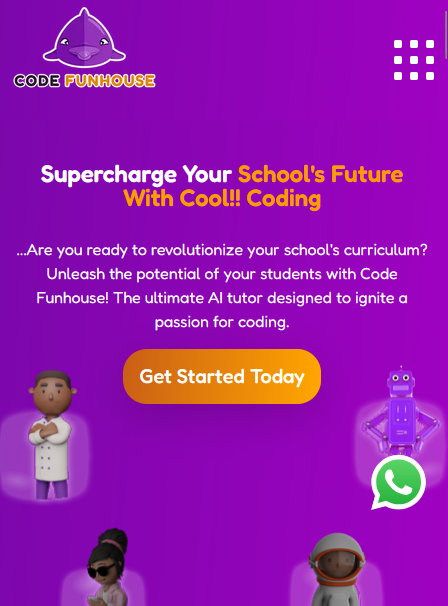 CODE FUNHOUSE
Supercharge Your School's Future
With Cool!! Coding
...Are you ready to revolutionize your school's curriculum?
Unleash the potential of your students with Code
Funhouse! The ultimate AI tutor designed to ignite a
passion for coding.
Get Started Today